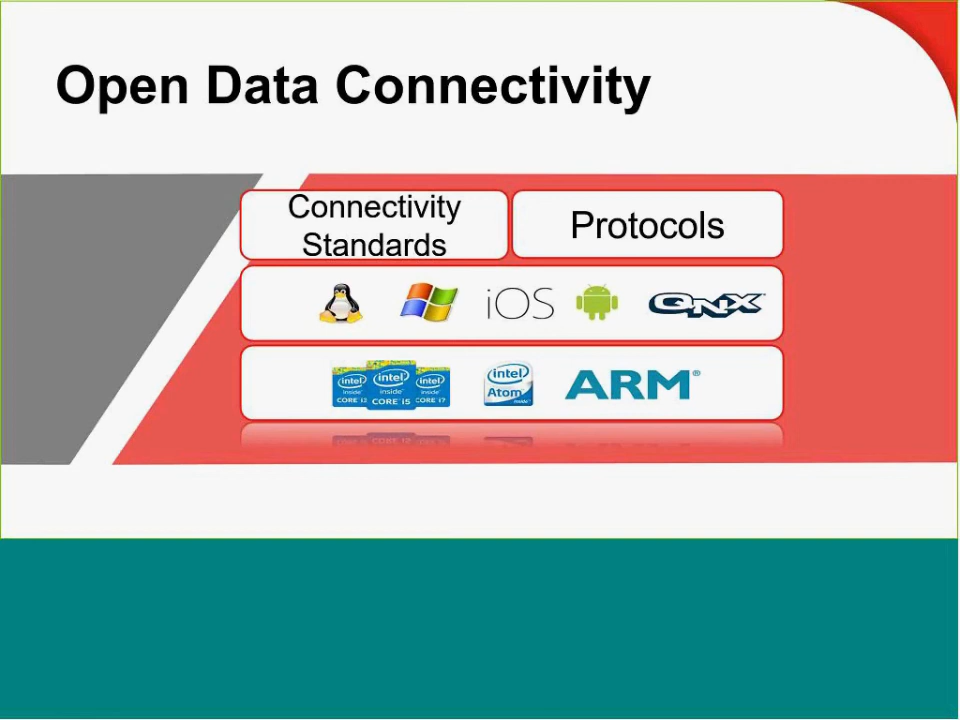 Open Data Connectivity
Connectivity
Standards
Protocols
iOS
QNX
intel inside CORE i3
intel inside CORE i5
intel inside CORE i7
intel Atom inside
ARM®